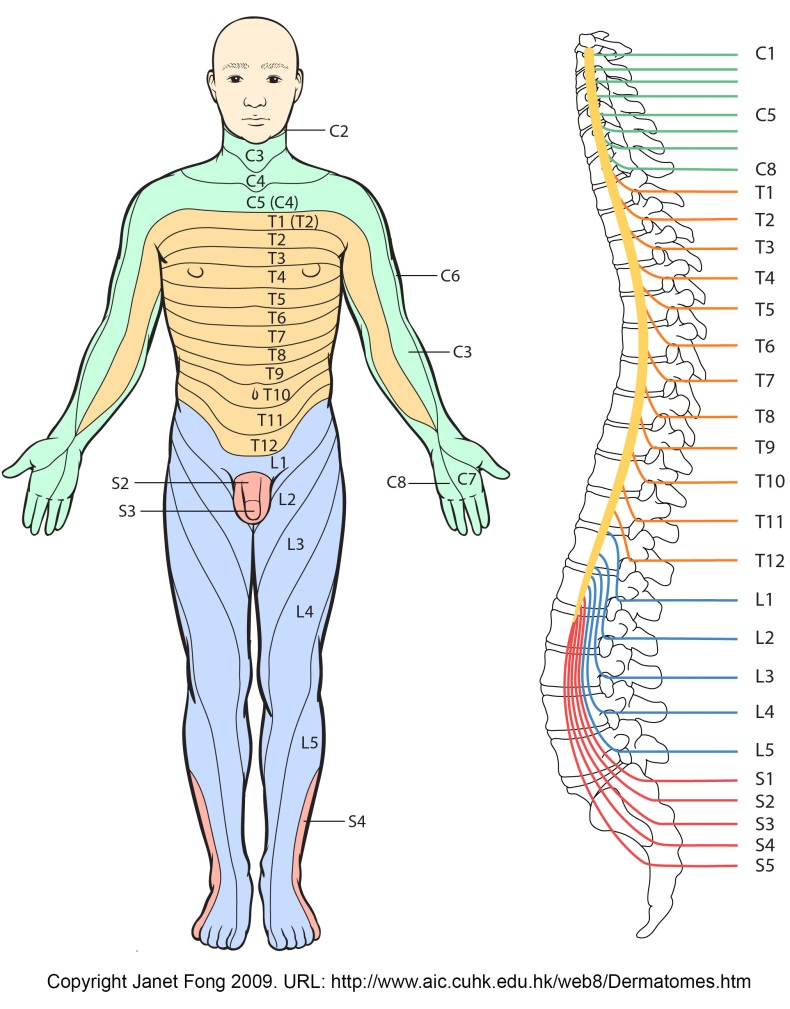 C2
C3
C4
C5 (C4)
T1 (T2)
T2
T3
T4
T5
T6
T7
T8
T9
T10
T11
T12
L1
L2
L3
L4
L5
S2
S3
S4
C6
C3
C8
C7
C1
C5
C8
T1
T2
T3
T4
T5
T6
T7
T8
T9
T10
T11
T12
L1
L2
L3
L4
L5
S1
S2
S3
S4
S5
Copyright Janet Fong 2009. URL: http://www.aic.cuhk.edu.hk/web8/Dermatomes.htm